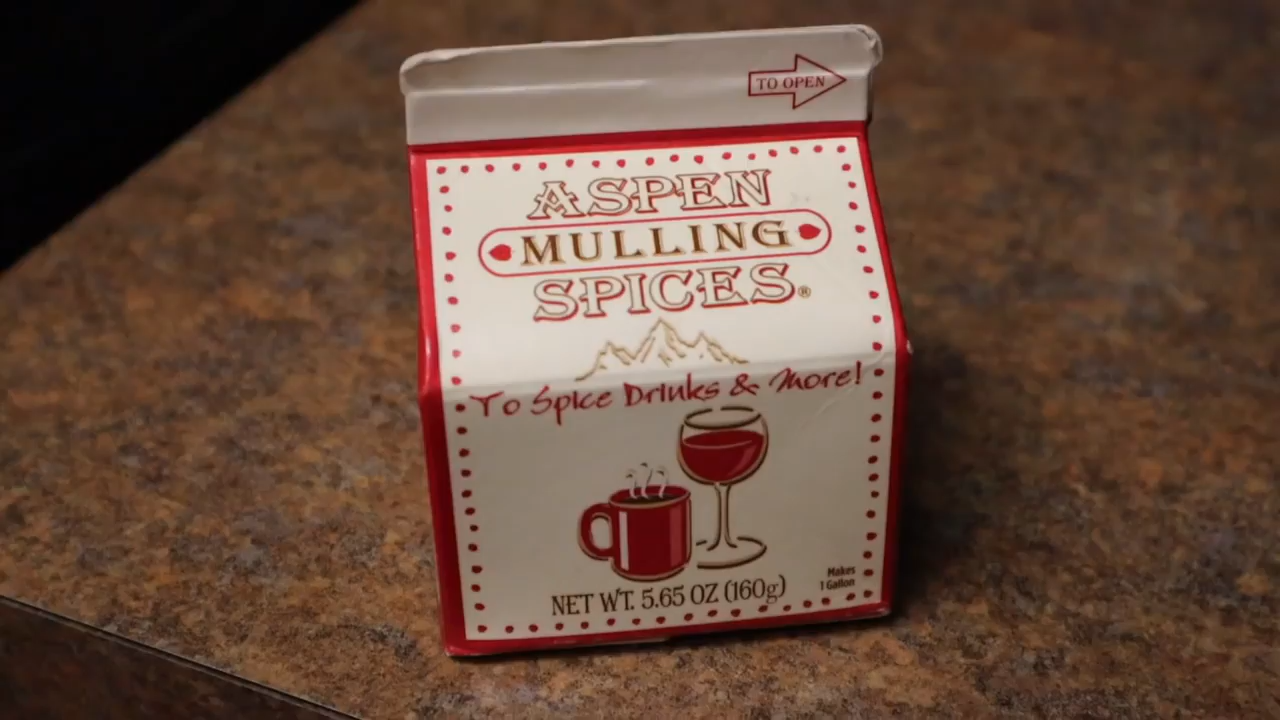 TO OPEN
ASPEN
MULLING
SPICES®
To Spice Drinks & More!
Makes
1 Gallon
NET WT. 5.65 OZ (160g)